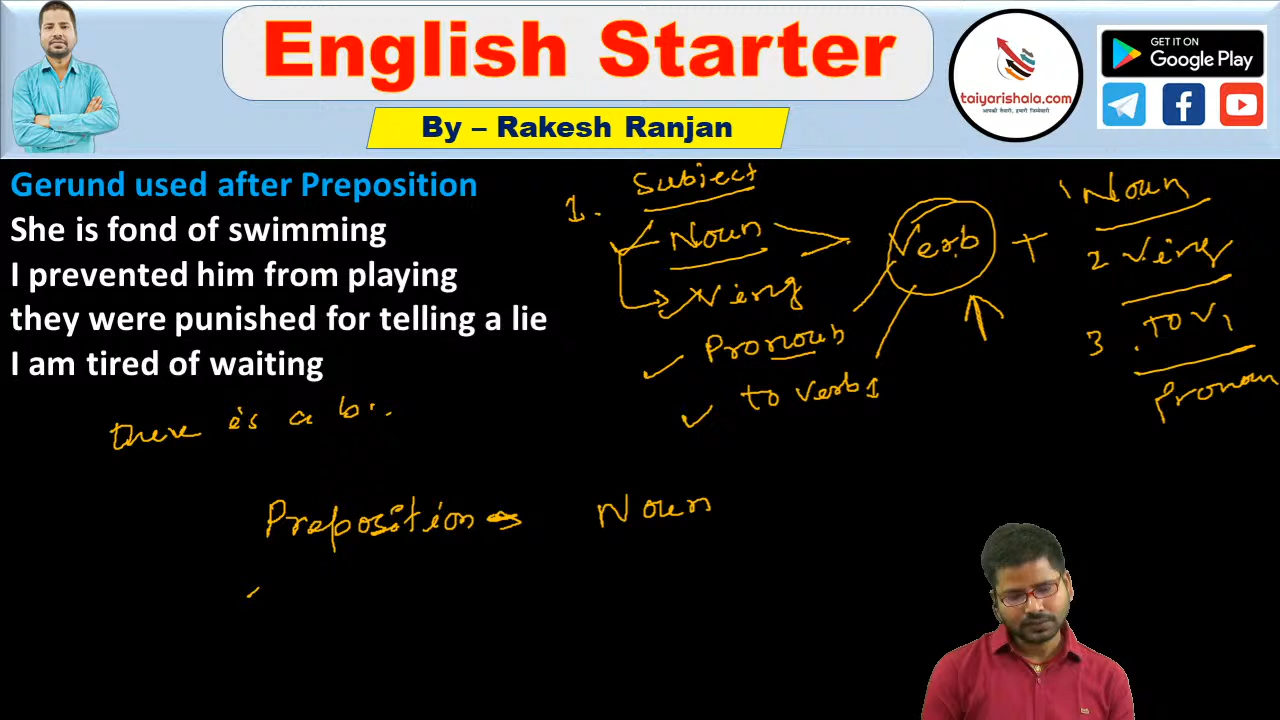 English Starter
By – Rakesh Ranjan
taiyarishala.com
आपकी तैयारी, हमारी जिम्मेवारी
GET IT ON
Google Play
Gerund used after Preposition
She is fond of swimming
I prevented him from playing
they were punished for telling a lie
I am tired of waiting
there is a b
1. Subject
Noun
Ving
Pronoun
to verb1
Verb +
1 Noun
2 Ving
3 . To V1
Pronoun
Preposition
Noun